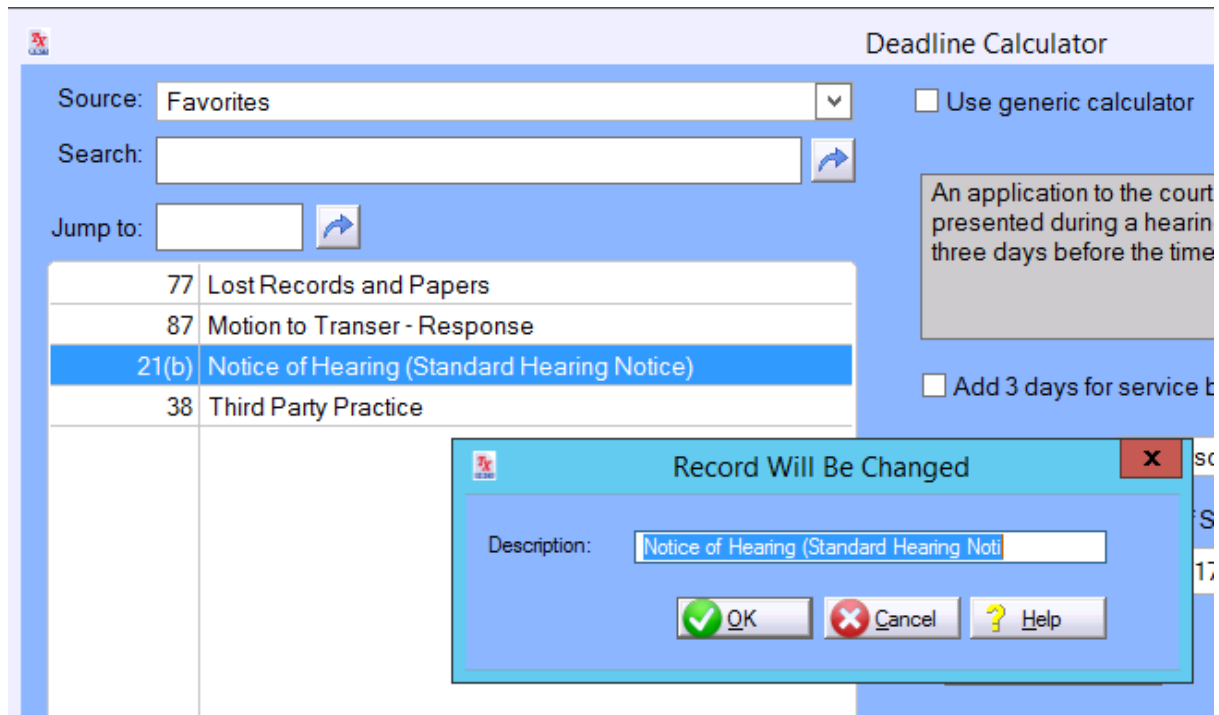 Deadline Calculator
Source: Favorites
Use generic calculator
Search:
An application to the court
presented during a hearin
three days before the time
Jump to:
77 Lost Records and Papers
87 Motion to Transer - Response
21(b) Notice of Hearing (Standard Hearing Notice)
38 Third Party Practice
Add 3 days for service b
Record Will Be Changed
Description: Notice of Hearing (Standard Hearing Noti
OK Cancel Help
17